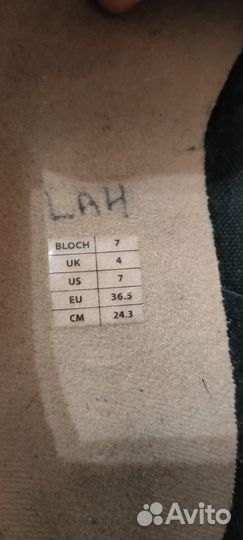 LAH
BLOCH 7
UK 4
US 7
EU 36.5
CM 24.3
Avito